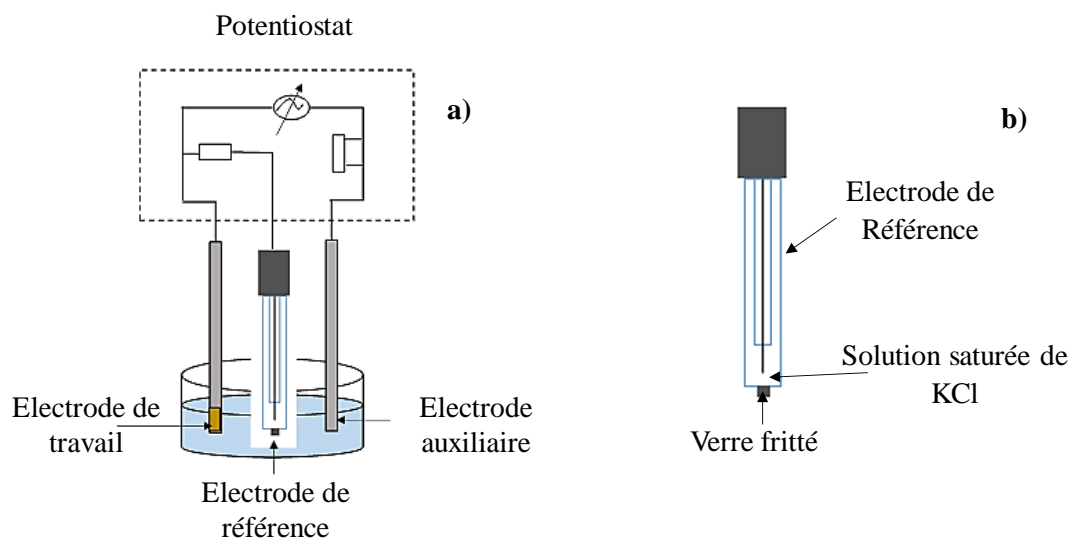 Potentiostat
a)
Electrode de
travail
Electrode
auxiliaire
Electrode de
référence
b)
Electrode de
Référence
Solution saturée de
KCl
Verre fritté